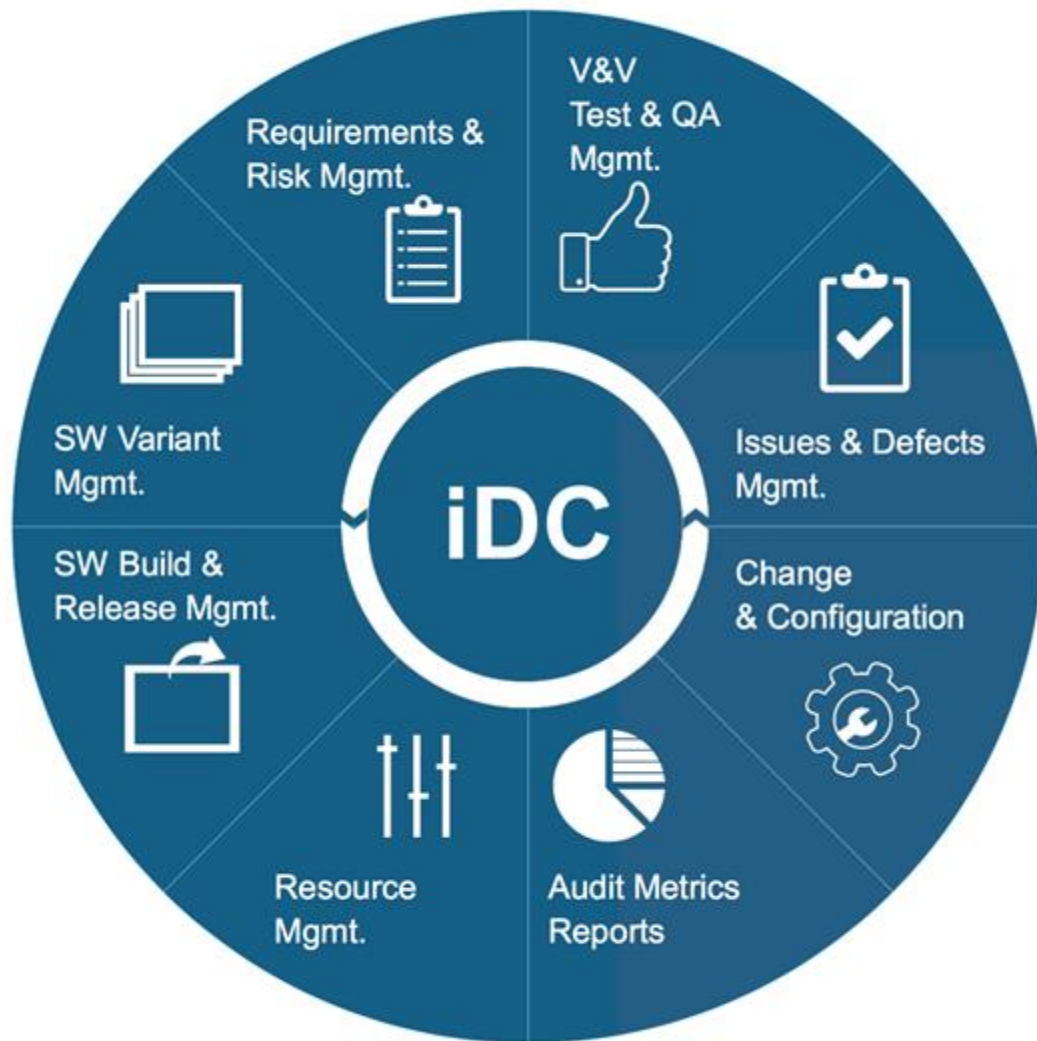 V&V
Test & QA
Mgmt.
Requirements &
Risk Mgmt.
SW Variant
Mgmt.
Issues & Defects
Mgmt.
iDC
SW Build &
Release Mgmt.
Change
& Configuration
Resource
Mgmt.
Audit Metrics
Reports